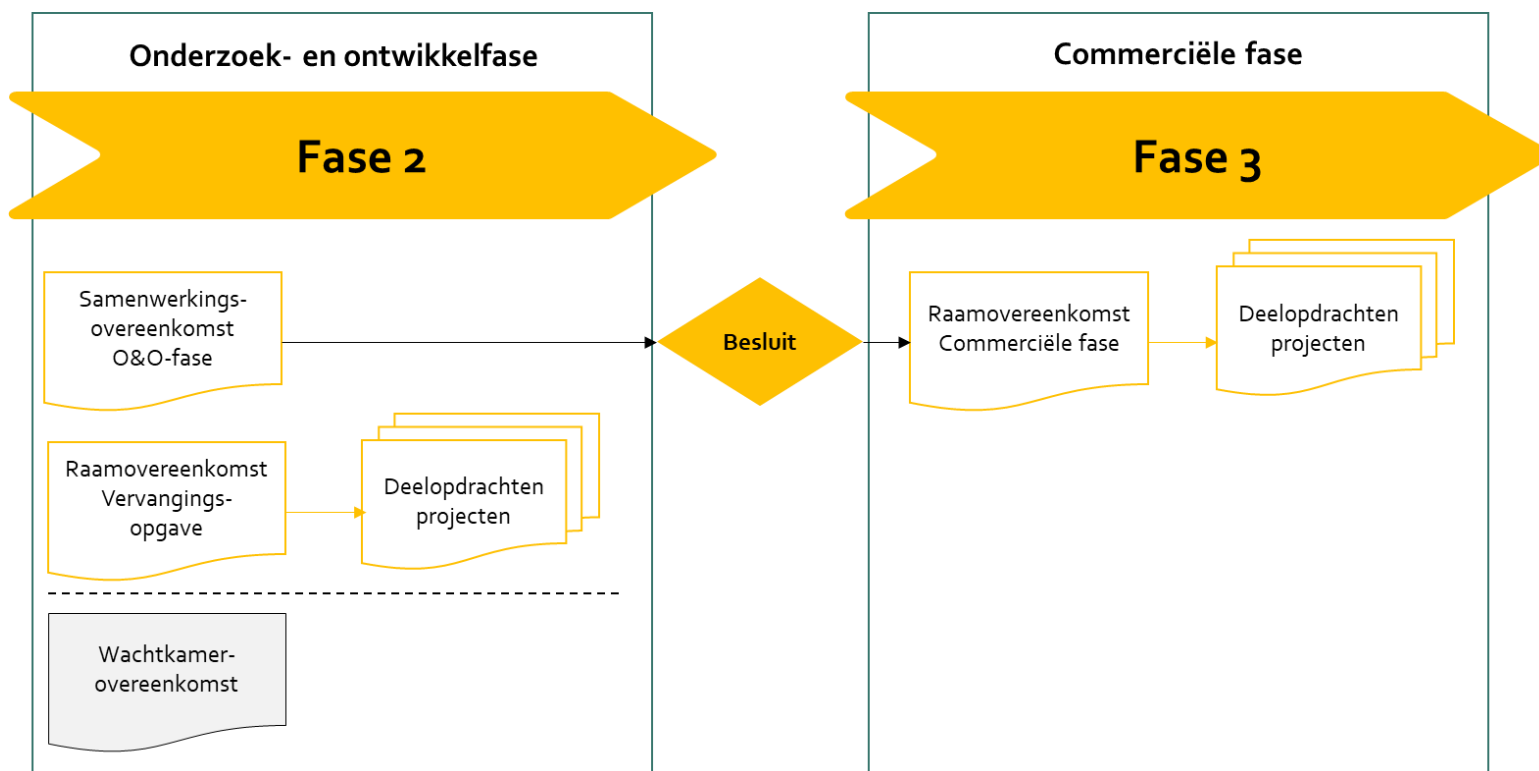 Onderzoek- en ontwikkelfase
Fase 2
Samenwerkings-
overeenkomst
O&O-fase
Raamovereenkomst
Vervangings-
opgave
Deelopdrachten
projecten
Wachtkamer-
overeenkomst
Besluit
Commerciële fase
Fase 3
Raamovereenkomst
Commerciële fase
Deelopdrachten
projecten